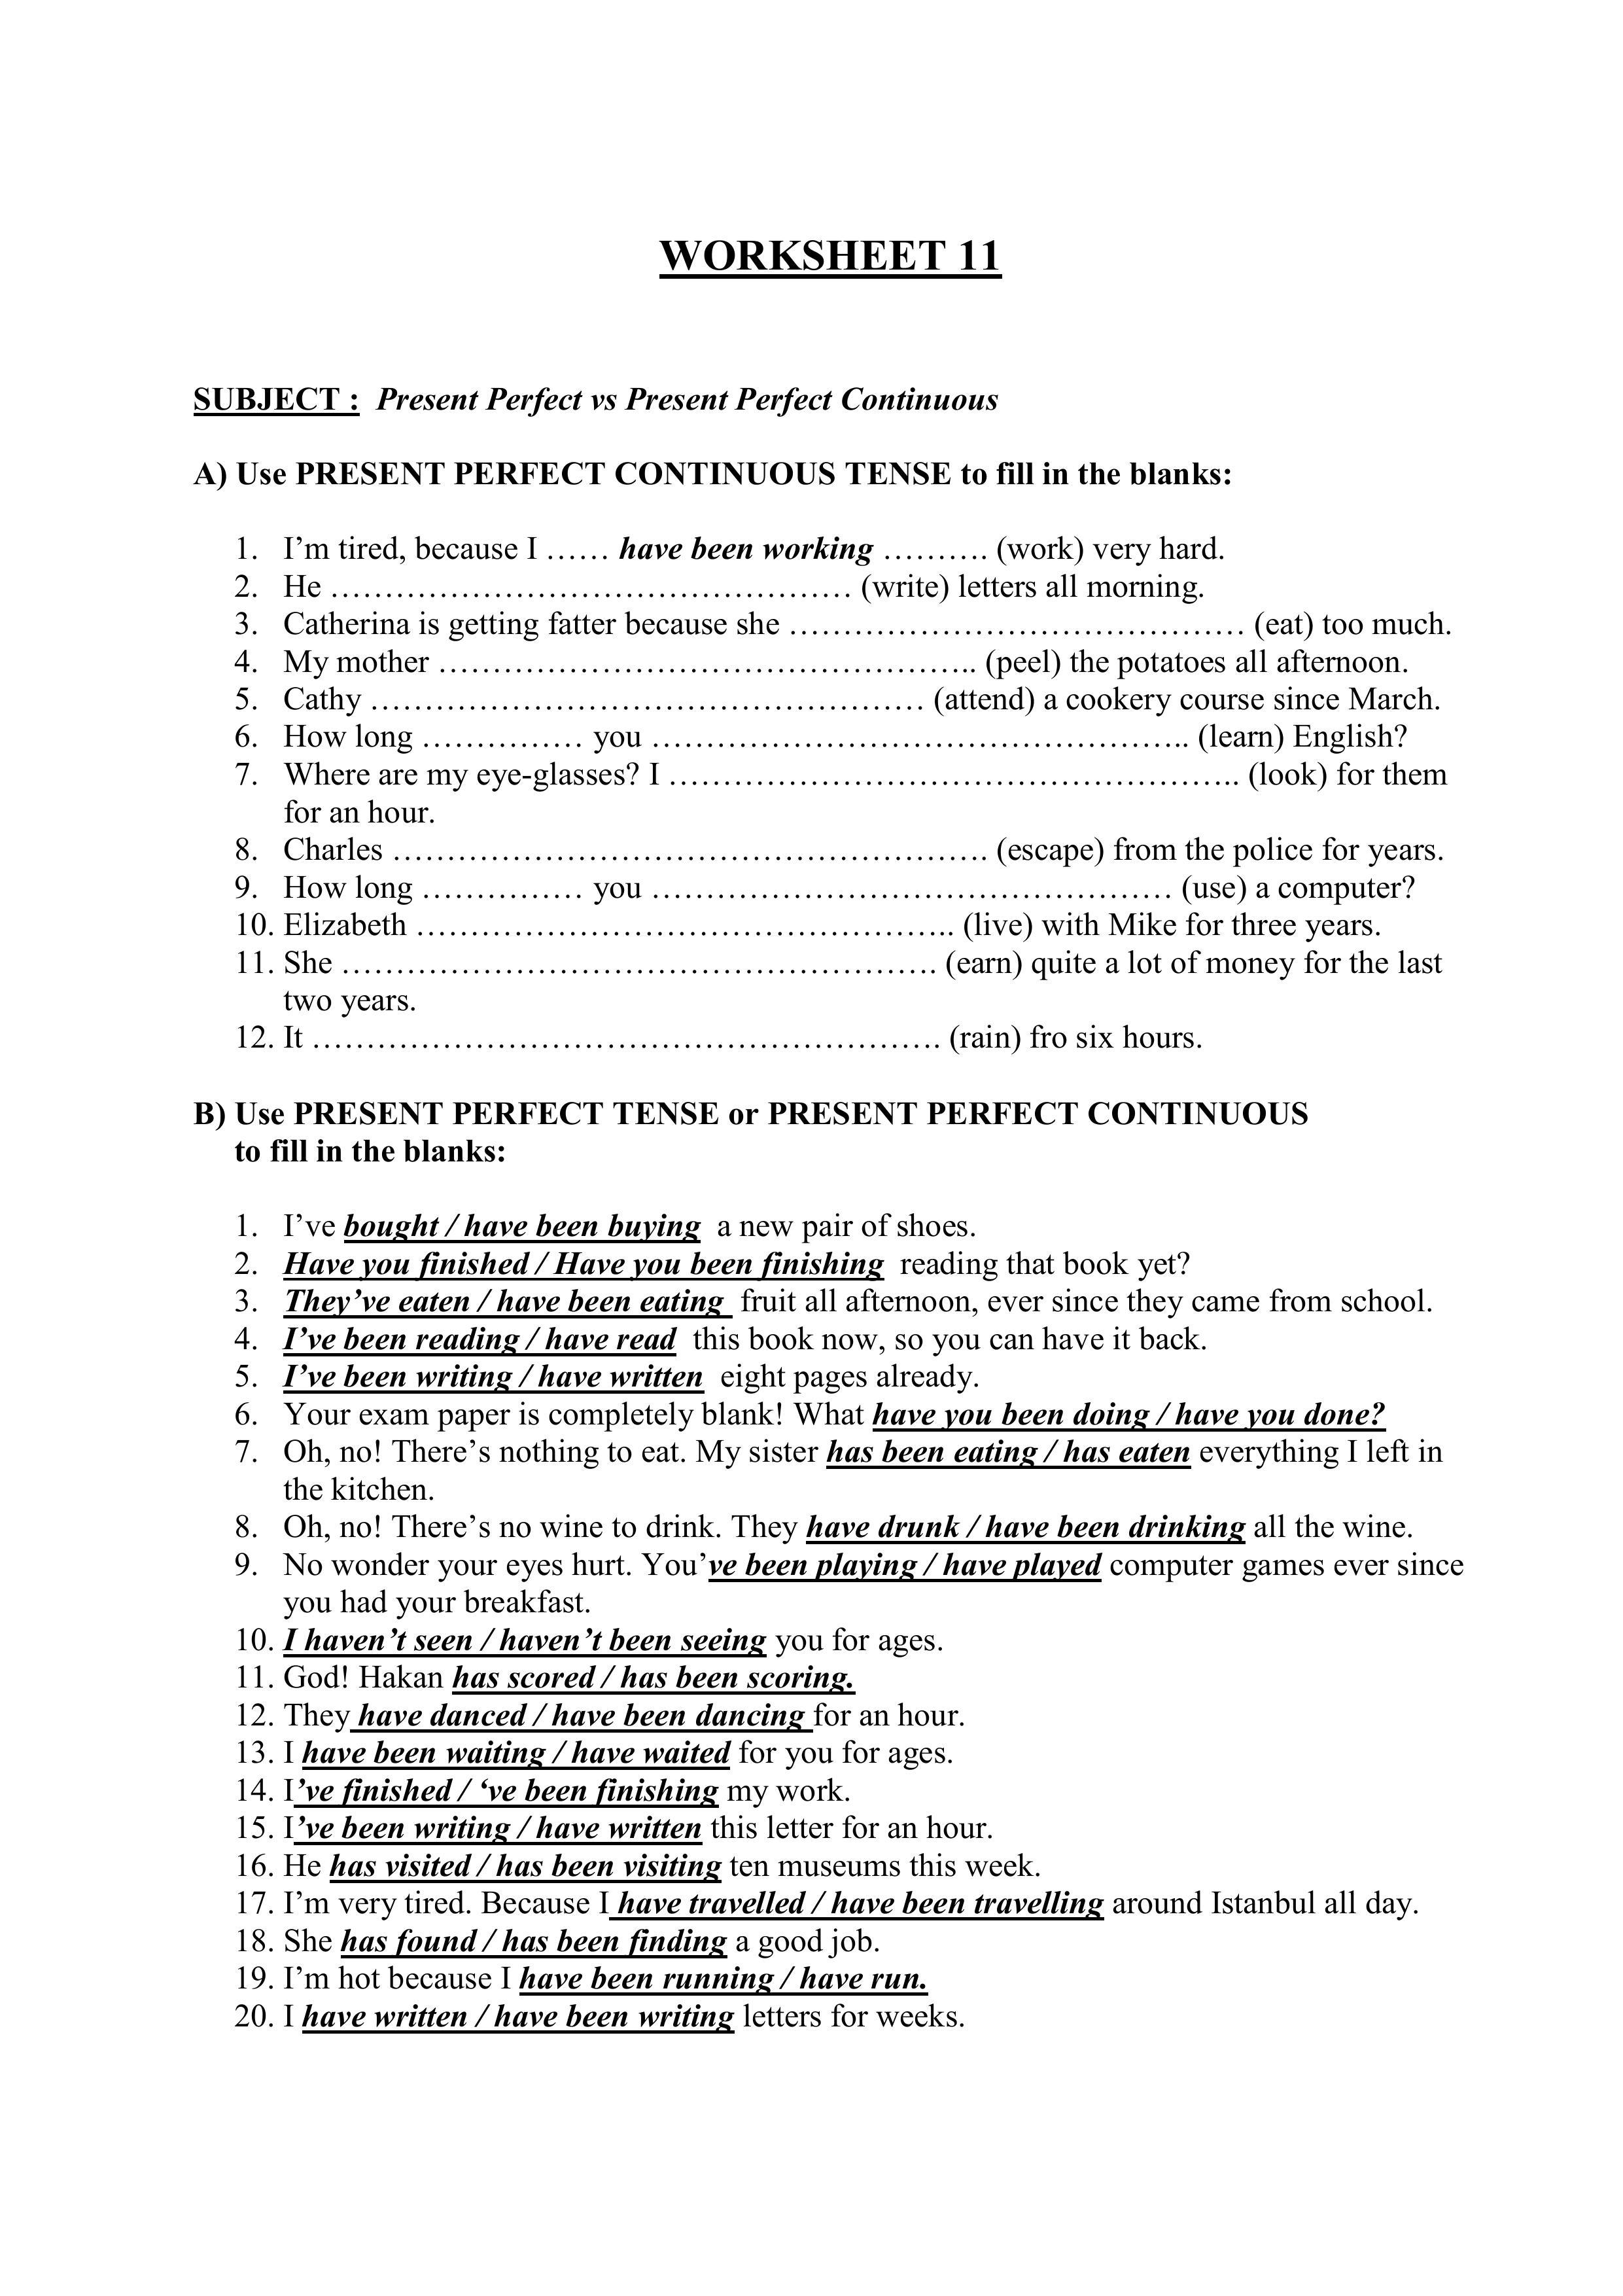 WORKSHEET 11
SUBJECT : Present Perfect vs Present Perfect Continuous
A) Use PRESENT PERFECT CONTINUOUS TENSE to fill in the blanks:
1. I’m tired, because I …… have been working ………. (work) very hard.
2. He ………………………………………… (write) letters all morning.
3. Catherina is getting fatter because she …………………………………… (eat) too much.
4. My mother ………………………………………….. (peel) the potatoes all afternoon.
5. Cathy …………………………………………… (attend) a cookery course since March.
6. How long …………… you ………………………………………….. (learn) English?
7. Where are my eye-glasses? I …………………………………………….. (look) for them
for an hour.
8. Charles ………………………………………………. (escape) from the police for years.
9. How long …………… you ………………………………………… (use) a computer?
10. Elizabeth ………………………………………….. (live) with Mike for three years.
11. She ………………………………………………. (earn) quite a lot of money for the last
two years.
12. It …………………………………………………. (rain) fro six hours.
B) Use PRESENT PERFECT TENSE or PRESENT PERFECT CONTINUOUS
to fill in the blanks:
1. I’ve bought / have been buying a new pair of shoes.
2. Have you finished / Have you been finishing reading that book yet?
3. They’ve eaten / have been eating fruit all afternoon, ever since they came from school.
4. I’ve been reading / have read this book now, so you can have it back.
5. I’ve been writing / have written eight pages already.
6. Your exam paper is completely blank! What have you been doing / have you done?
7. Oh, no! There’s nothing to eat. My sister has been eating / has eaten everything I left in
the kitchen.
8. Oh, no! There’s no wine to drink. They have drunk / have been drinking all the wine.
9. No wonder your eyes hurt. You’ve been playing / have played computer games ever since
you had your breakfast.
10. I haven’t seen / haven’t been seeing you for ages.
11. God! Hakan has scored / has been scoring.
12. They have danced / have been dancing for an hour.
13. I have been waiting / have waited for you for ages.
14. I’ve finished / ‘ve been finishing my work.
15. I’ve been writing / have written this letter for an hour.
16. He has visited / has been visiting ten museums this week.
17. I’m very tired. Because I have travelled / have been travelling around Istanbul all day.
18. She has found / has been finding a good job.
19. I’m hot because I have been running / have run.
20. I have written / have been writing letters for weeks.